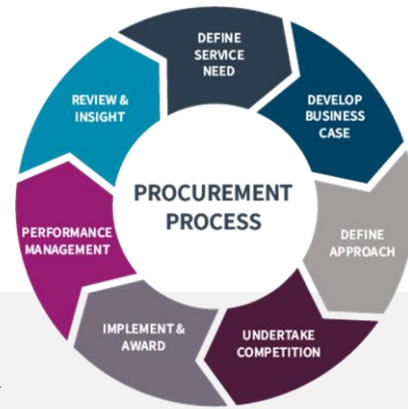 DEFINE
SERVICE
NEED
DEVELOP
BUSINESS
CASE
DEFINE
APPROACH
UNDERTAKE
COMPETITION
IMPLEMENT &
AWARD
PERFORMANCE
MANAGEMENT
REVIEW &
INSIGHT
PROCUREMENT
PROCESS